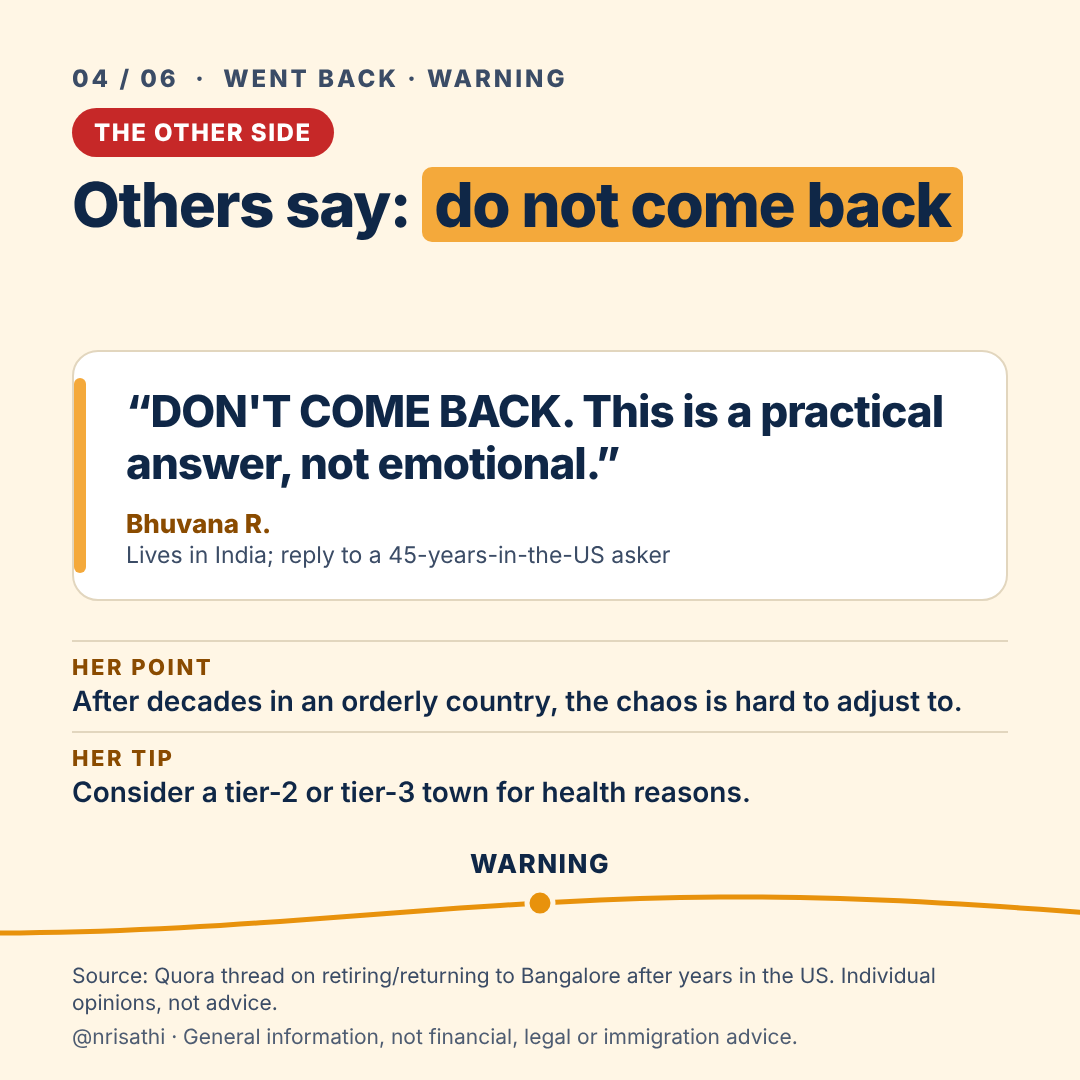 04 / 06 · WENT BACK · WARNING
THE OTHER SIDE
Others say: do not come back
“DON'T COME BACK. This is a practical
answer, not emotional.”
Bhuvana R.
Lives in India; reply to a 45-years-in-the-US asker
HER POINT
After decades in an orderly country, the chaos is hard to adjust to.
HER TIP
Consider a tier-2 or tier-3 town for health reasons.
WARNING
Source: Quora thread on retiring/returning to Bangalore after years in the US. Individual
opinions, not advice.
@nrisathi · General information, not financial, legal or immigration advice.